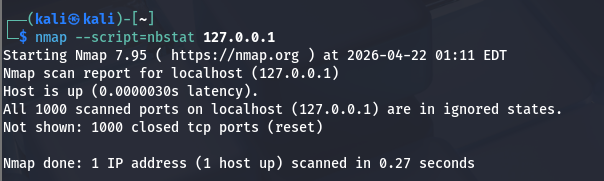 ┌──(kali㉿kali)-[~]
└─$ nmap --script=nbstat 127.0.0.1
Starting Nmap 7.95 ( https://nmap.org ) at 2026-04-22 01:11 EDT
Nmap scan report for localhost (127.0.0.1)
Host is up (0.0000030s latency).
All 1000 scanned ports on localhost (127.0.0.1) are in ignored states.
Not shown: 1000 closed tcp ports (reset)
Nmap done: 1 IP address (1 host up) scanned in 0.27 seconds